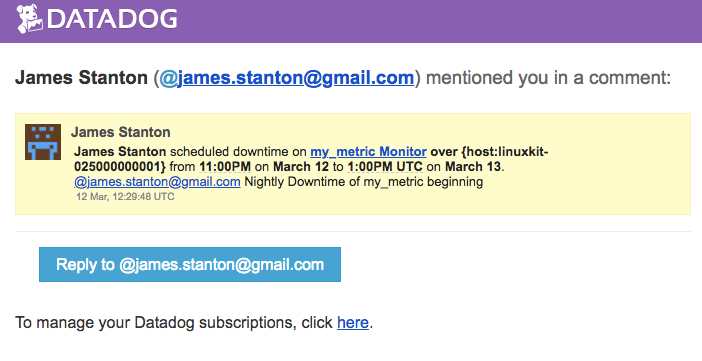 DATADOG
James Stanton (@james.stanton@gmail.com) mentioned you in a comment:
James Stanton
James Stanton scheduled downtime on my_metric Monitor over {host:linuxkit-
025000000001} from 11:00PM on March 12 to 1:00PM UTC on March 13.
@james.stanton@gmail.com Nightly Downtime of my_metric beginning
12 Mar, 12:29:48 UTC
Reply to @james.stanton@gmail.com
To manage your Datadog subscriptions, click here.